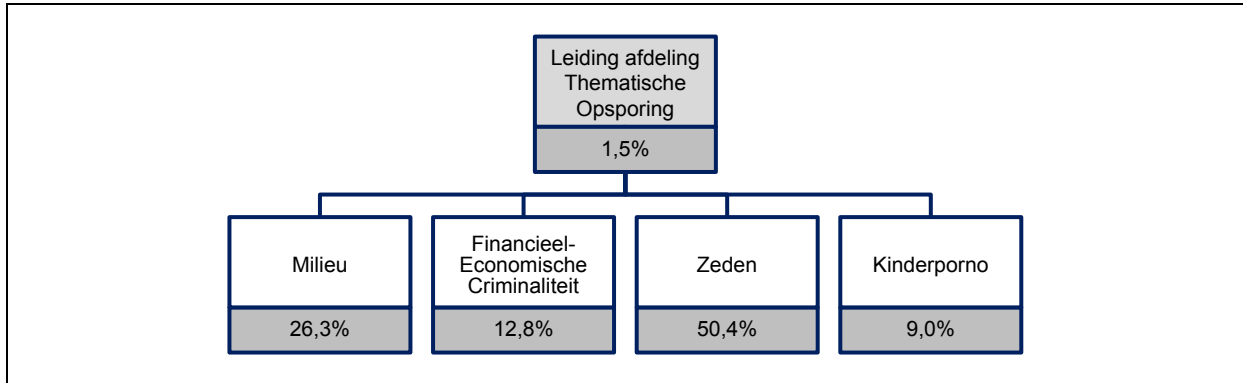 Leiding afdeling
Thematische
Opsporing
1,5%
Milieu
26,3%
Financieel-
Economische
Criminaliteit
12,8%
Zeden
50,4%
Kinderporno
9,0%